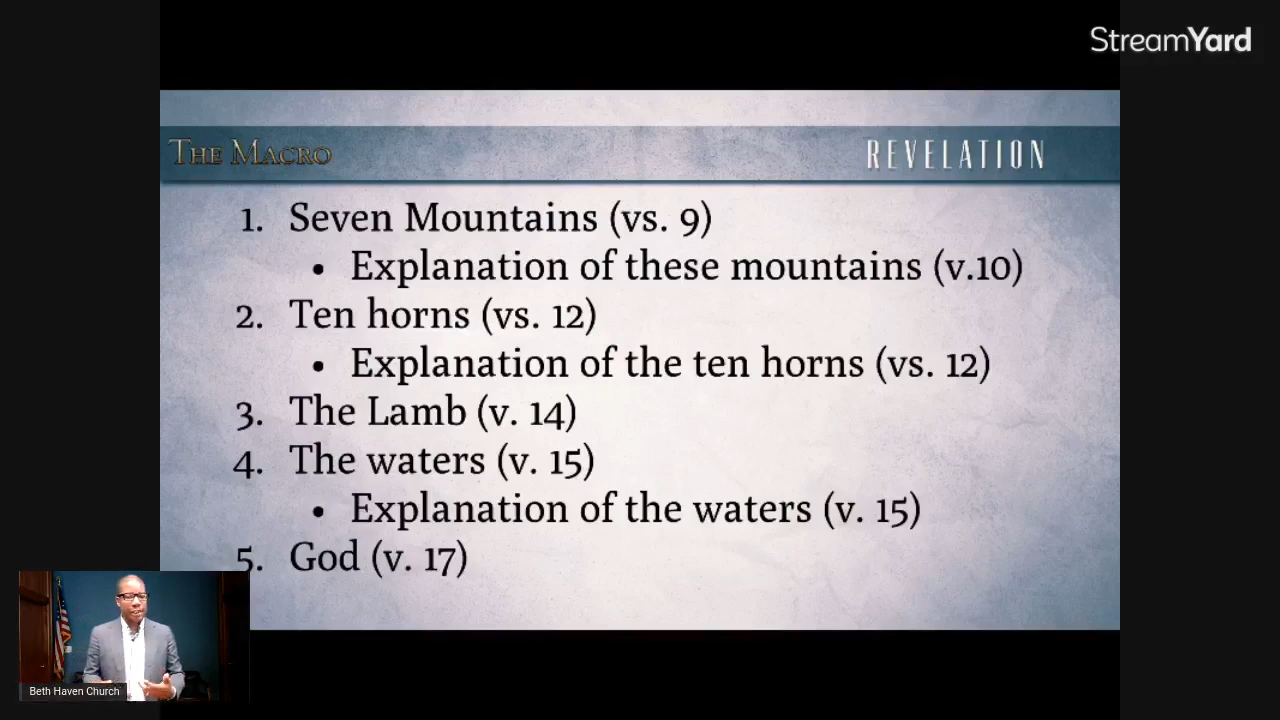 StreamYard
The Macro
REVELATION
1. Seven Mountains (vs. 9)
• Explanation of these mountains (v.10)
2. Ten horns (vs. 12)
• Explanation of the ten horns (vs. 12)
3. The Lamb (v. 14)
4. The waters (v. 15)
• Explanation of the waters (v. 15)
5. God (v. 17)
Beth Haven Church